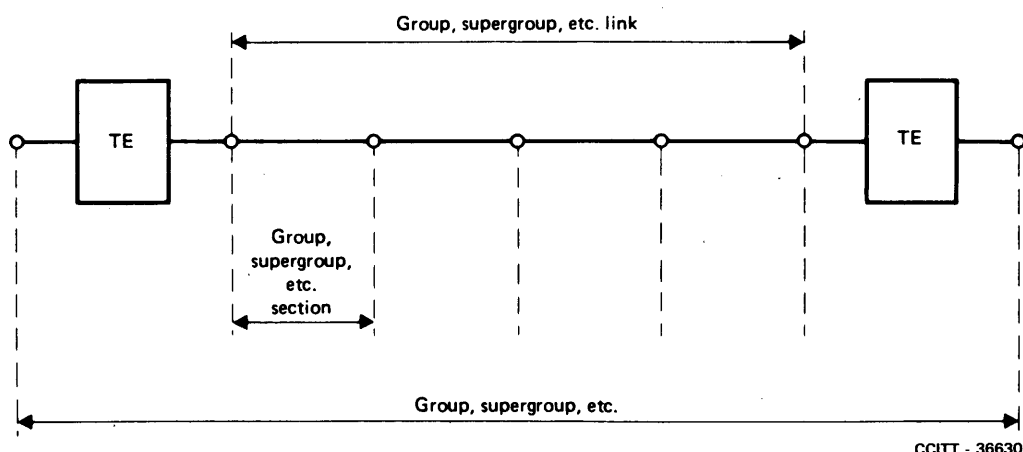 Group, supergroup, etc. link
TE
TE
Group,
supergroup,
etc.
section
Group, supergroup, etc.
CCITT - 36630